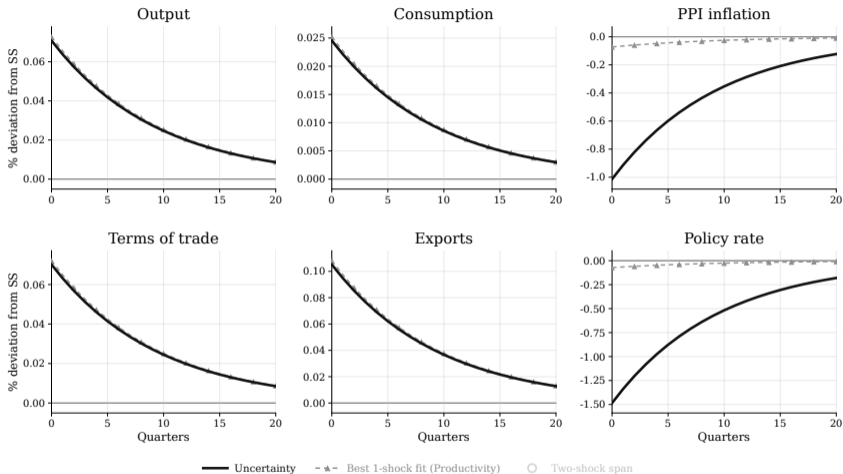 Output Consumption PPI inflation
% deviation from SS
0.06
0.04
0.02
0.00
0 5 10 15 20
0.025
0.020
0.015
0.010
0.005
0.000
0 5 10 15 20
0.0
-0.2
-0.4
-0.6
-0.8
-1.0
0 5 10 15 20
Terms of trade Exports Policy rate
% deviation from SS
0.06
0.04
0.02
0.00
0 5 10 15 20
Quarters
0.10
0.08
0.06
0.04
0.02
0.00
0 5 10 15 20
Quarters
0.00
-0.25
-0.50
-0.75
-1.00
-1.25
-1.50
0 5 10 15 20
Quarters
Uncertainty Best 1-shock fit (Productivity) Two-shock span